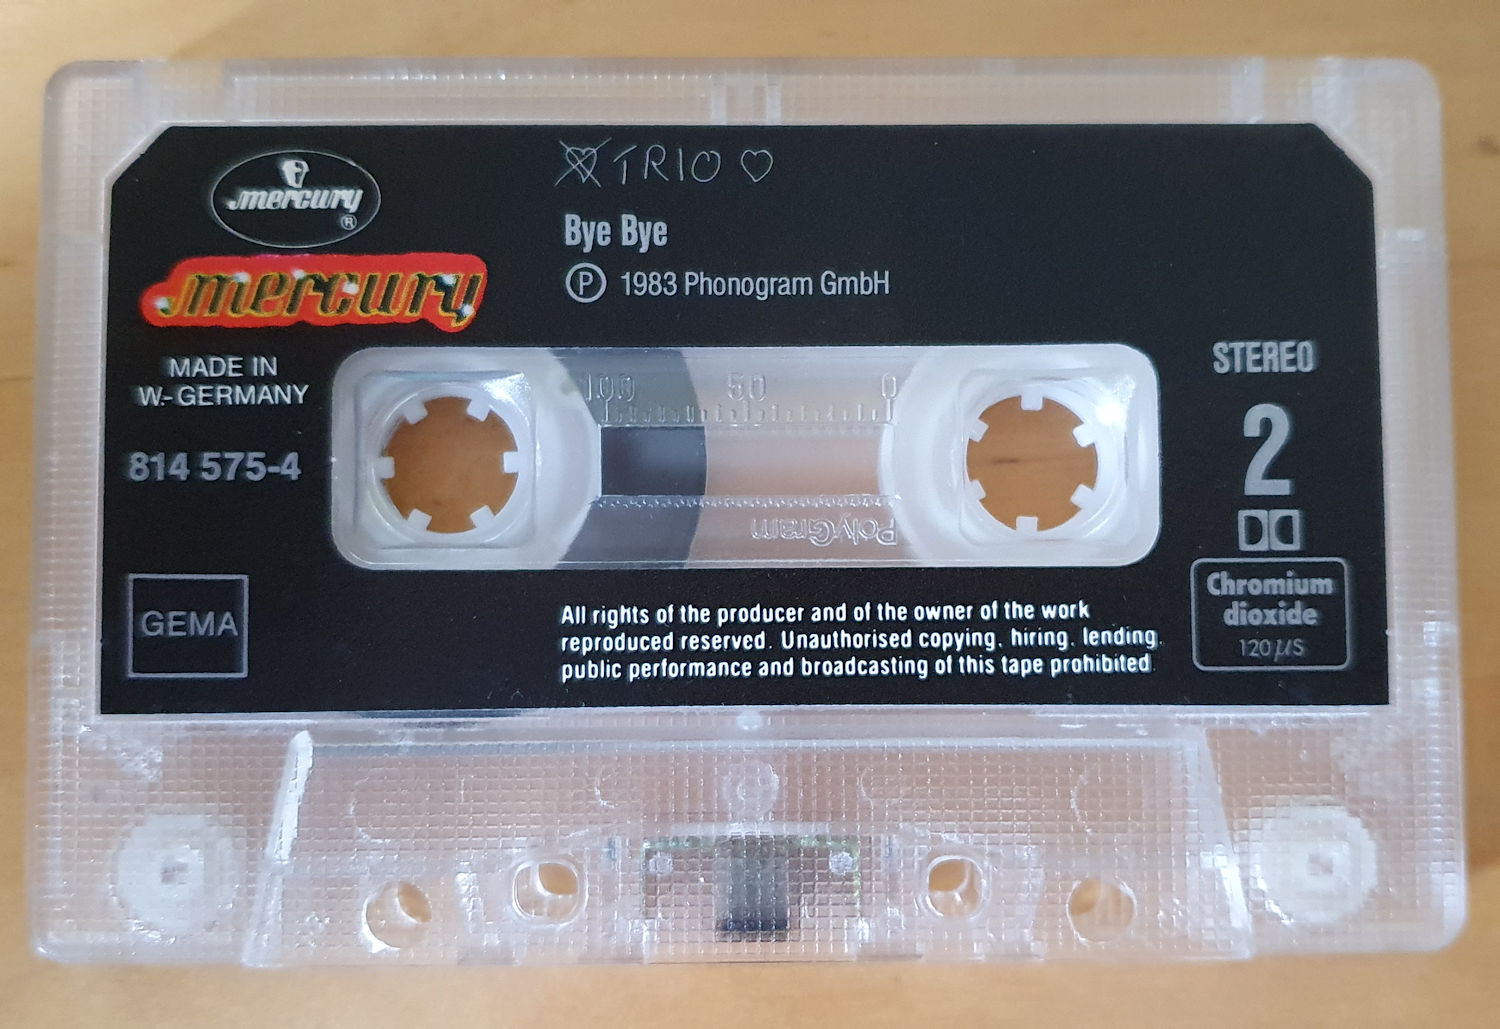 mercury ®
mercury
MADE IN
W.-GERMANY
814 575-4
GEMA
TRIO
Bye Bye
Ⓟ 1983 Phonogram GmbH
100 50 0
PolyGram
All rights of the producer and of the owner of the work
reproduced reserved. Unauthorised copying, hiring, lending,
public performance and broadcasting of this tape prohibited
STEREO
2
Chromium
dioxide
120 µS